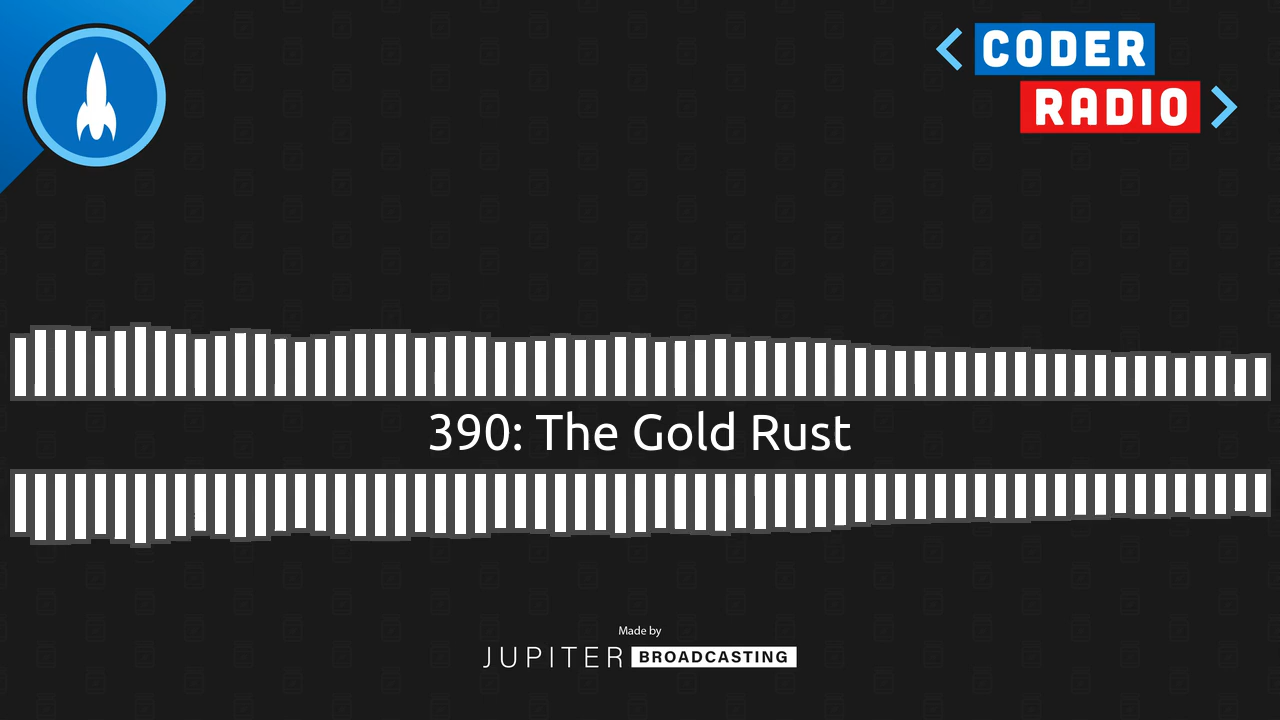 CODER
RADIO
390: The Gold Rust
Made by
JUPITER BROADCASTING